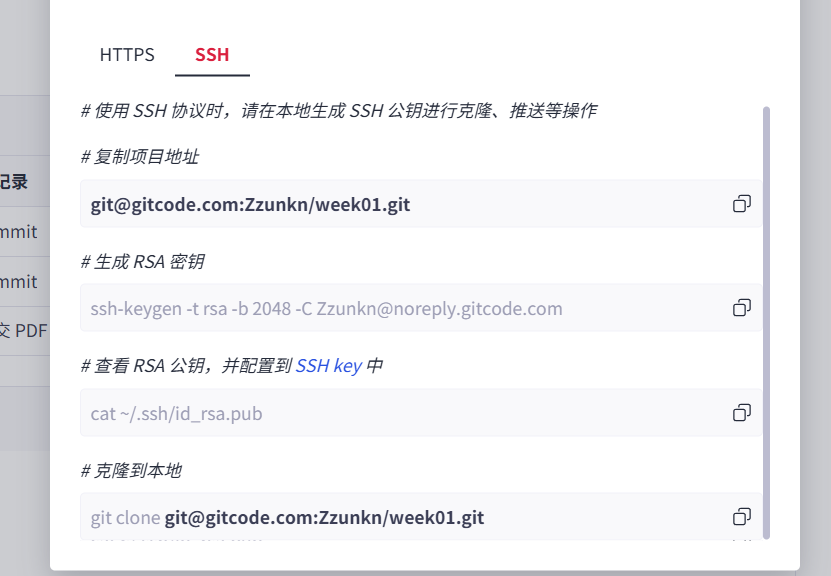 HTTPS SSH
# 使用 SSH 协议时，请在本地生成 SSH 公钥进行克隆、推送等操作
# 复制项目地址
记录
git@gitcode.com:Zzunkn/week01.git
mmit
# 生成 RSA 密钥
mmit
ssh-keygen -t rsa -b 2048 -C Zzunkn@noreply.gitcode.com
交 PDF
# 查看 RSA 公钥，并配置到 SSH key 中
cat ~/.ssh/id_rsa.pub
# 克隆到本地
git clone git@gitcode.com:Zzunkn/week01.git